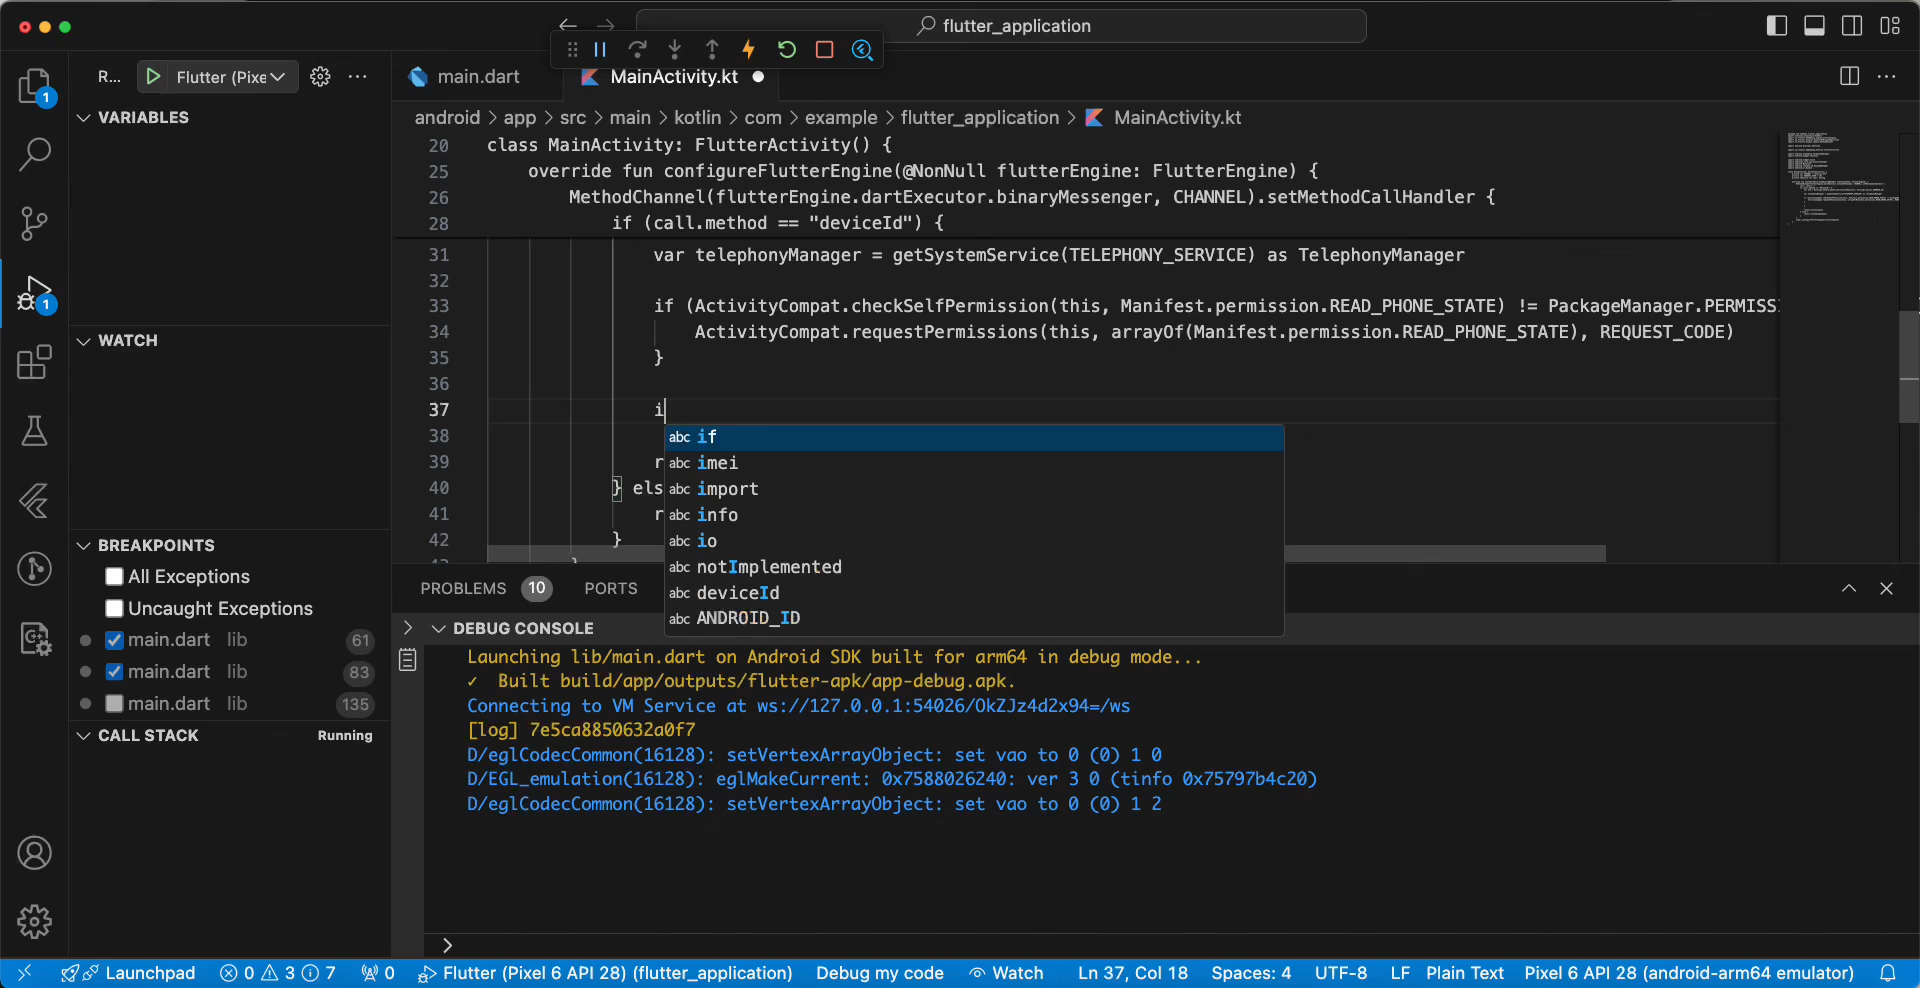 flutter_application
R...
Flutter (Pixe
main.dart
MainActivity.kt
android > app > src > main > kotlin > com > example > flutter_application > MainActivity.kt
VARIABLES
WATCH
BREAKPOINTS
All Exceptions
Uncaught Exceptions
main.dart lib 61
main.dart lib 83
main.dart lib 135
CALL STACK Running
1
1
20 class MainActivity: FlutterActivity() {
25 override fun configureFlutterEngine(@NonNull flutterEngine: FlutterEngine) {
26 MethodChannel(flutterEngine.dartExecutor.binaryMessenger, CHANNEL).setMethodCallHandler {
28 if (call.method == "deviceId") {
31 var telephonyManager = getSystemService(TELEPHONY_SERVICE) as TelephonyManager
32
33 if (ActivityCompat.checkSelfPermission(this, Manifest.permission.READ_PHONE_STATE) != PackageManager.PERMISS
34 ActivityCompat.requestPermissions(this, arrayOf(Manifest.permission.READ_PHONE_STATE), REQUEST_CODE)
35 }
36
37 i
38
39 r
40 } els
41 r
42 }
abc if
abc imei
abc import
abc info
abc io
abc notImplemented
abc deviceId
abc ANDROID_ID
PROBLEMS 10 PORTS
DEBUG CONSOLE
Launching lib/main.dart on Android SDK built for arm64 in debug mode...
✓ Built build/app/outputs/flutter-apk/app-debug.apk.
Connecting to VM Service at ws://127.0.0.1:54026/OkZJz4d2x94=/ws
[log] 7e5ca8850632a0f7
D/eglCodecCommon(16128): setVertexArrayObject: set vao to 0 (0) 1 0
D/EGL_emulation(16128): eglMakeCurrent: 0x7588026240: ver 3 0 (tinfo 0x75797b4c20)
D/eglCodecCommon(16128): setVertexArrayObject: set vao to 0 (0) 1 2
>
Launchpad 0 3 7 0 Flutter (Pixel 6 API 28) (flutter_application) Debug my code Watch Ln 37, Col 18 Spaces: 4 UTF-8 LF Plain Text Pixel 6 API 28 (android-arm64 emulator)